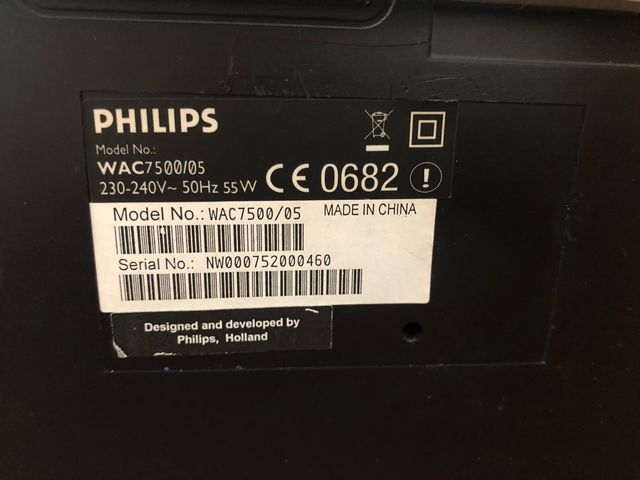 PHILIPS
Model No.:
WAC7500/05
230-240V~ 50Hz 55W
CE 0682
Model No.: WAC7500/05 MADE IN CHINA
Serial No.: NW000752000460
Designed and developed by
Philips, Holland